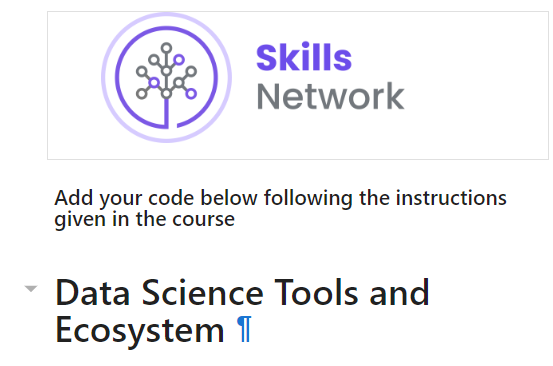 Skills
Network
Add your code below following the instructions
given in the course
Data Science Tools and
Ecosystem ¶